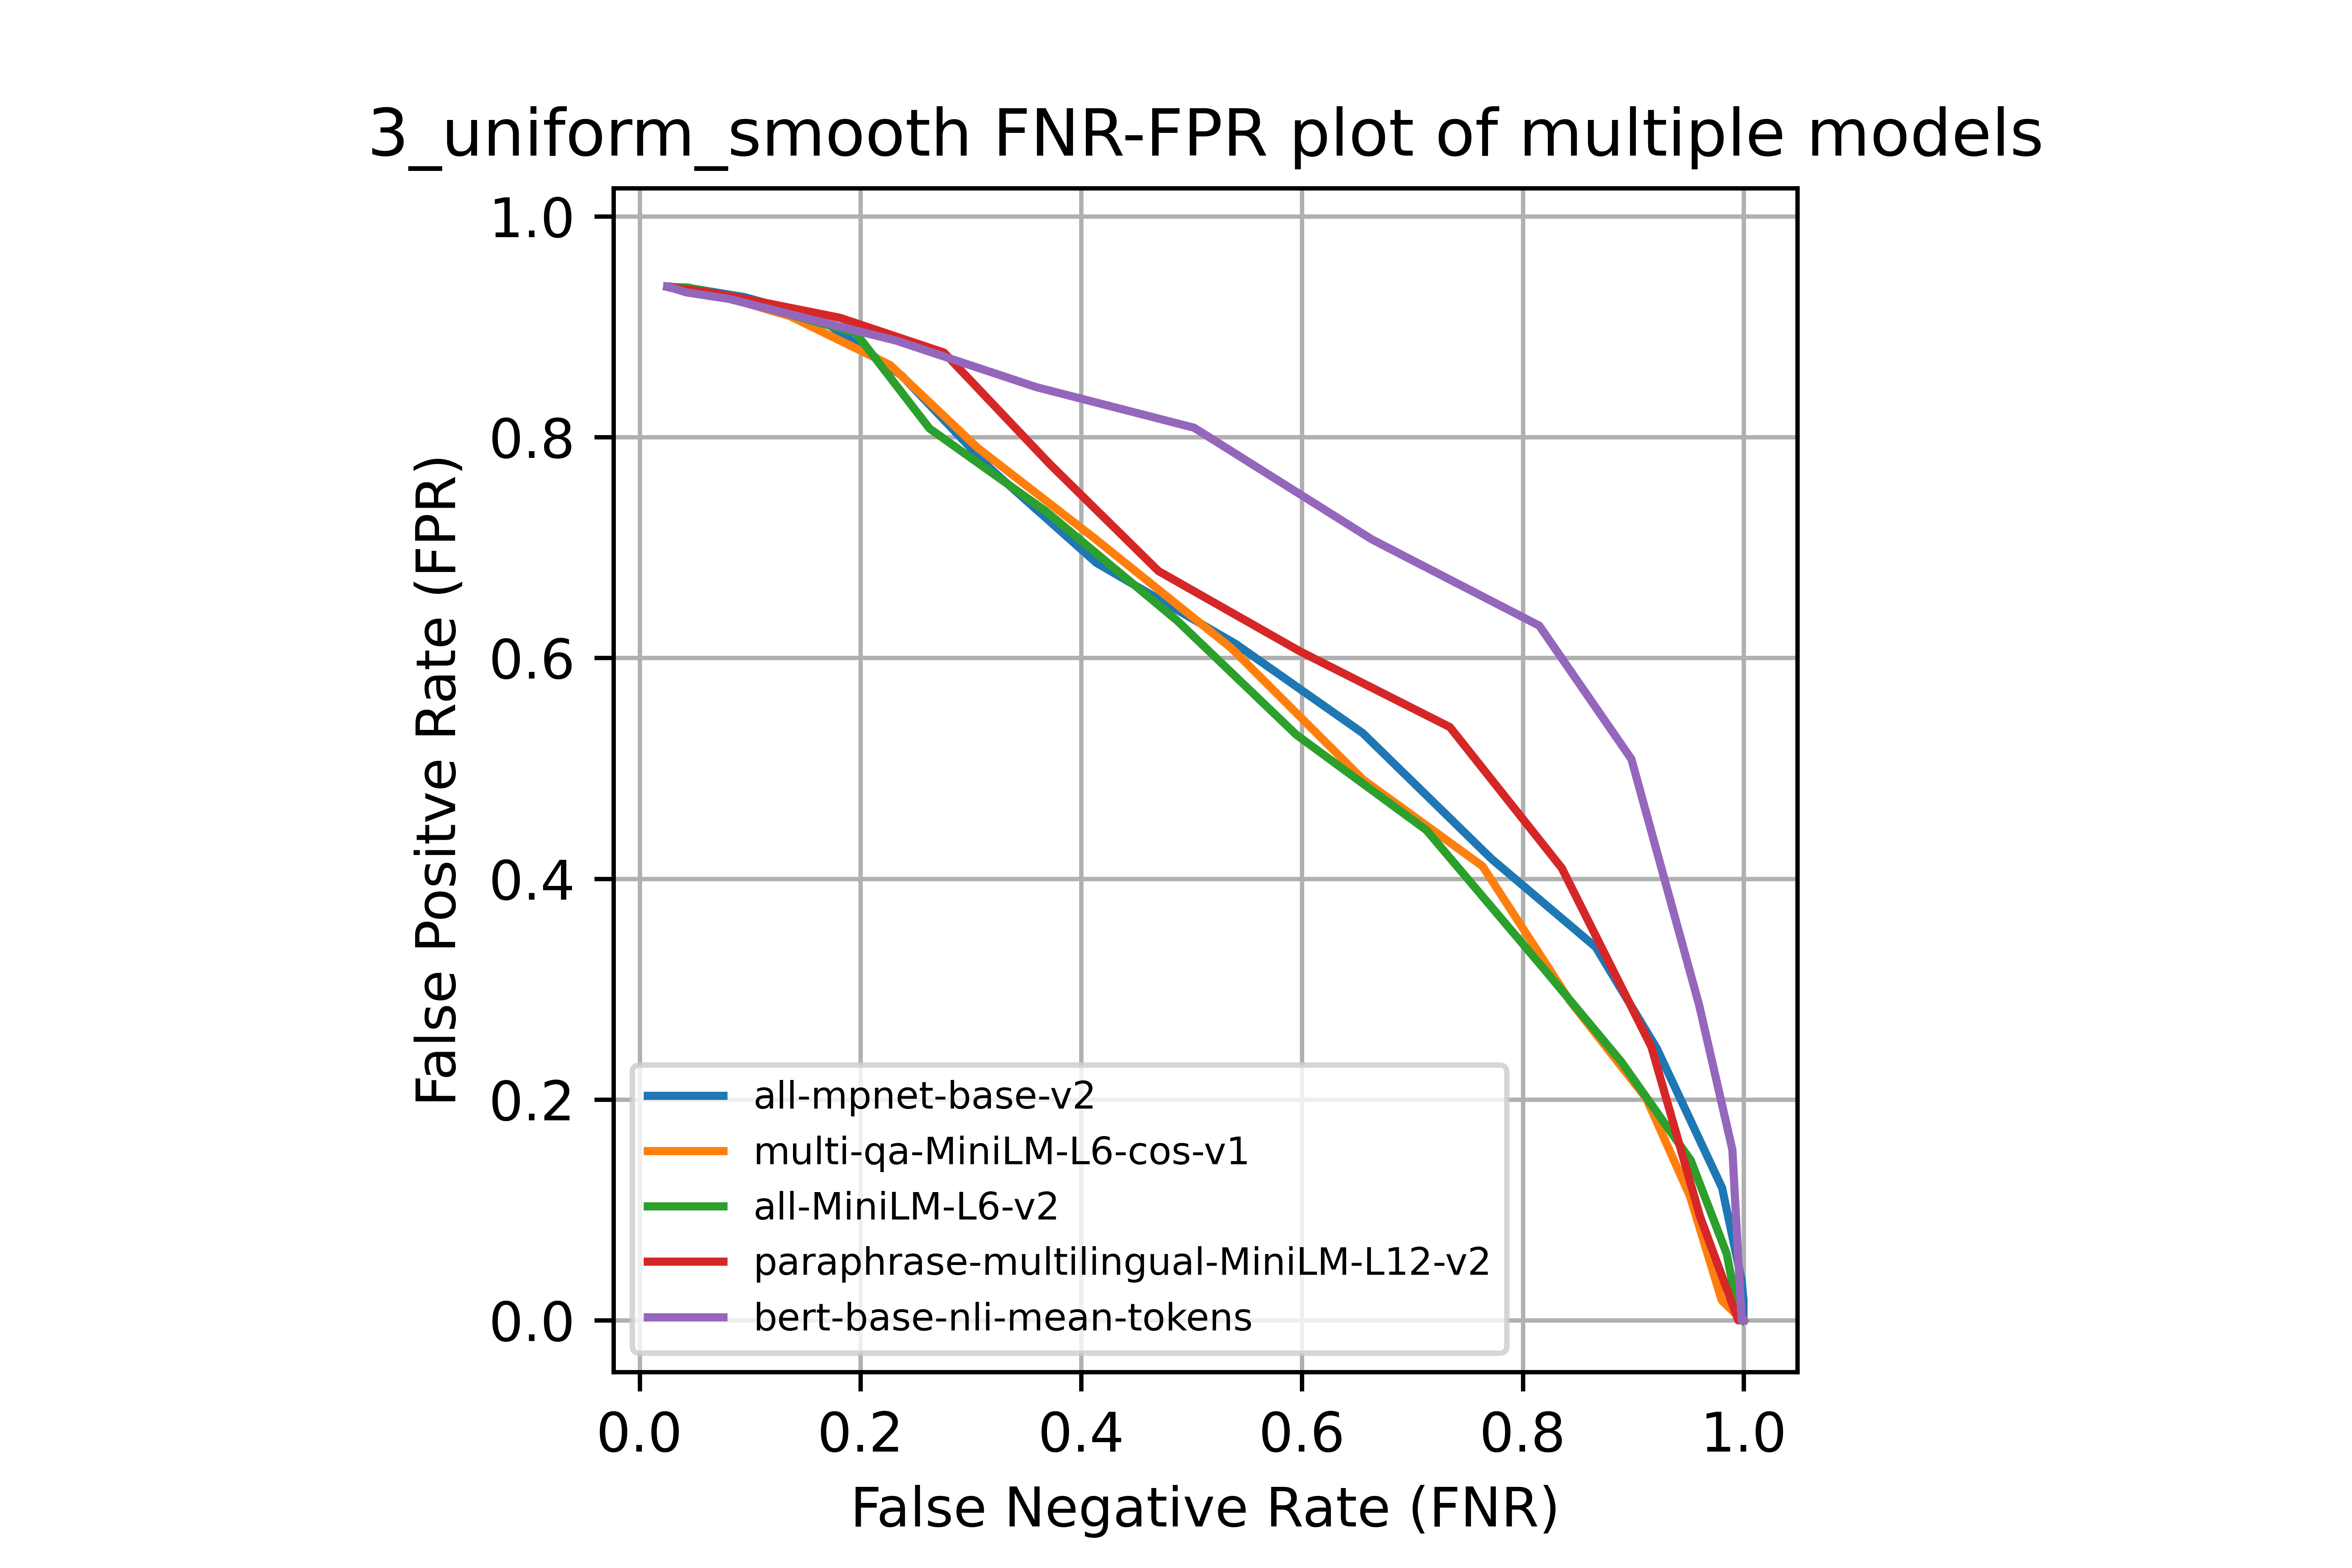 3_uniform_smooth FNR-FPR plot of multiple models
1.0
0.8
0.6
0.4
0.2
0.0
False Positve Rate (FPR)
all-mpnet-base-v2
multi-qa-MiniLM-L6-cos-v1
all-MiniLM-L6-v2
paraphrase-multilingual-MiniLM-L12-v2
bert-base-nli-mean-tokens
0.0 0.2 0.4 0.6 0.8 1.0
False Negative Rate (FNR)